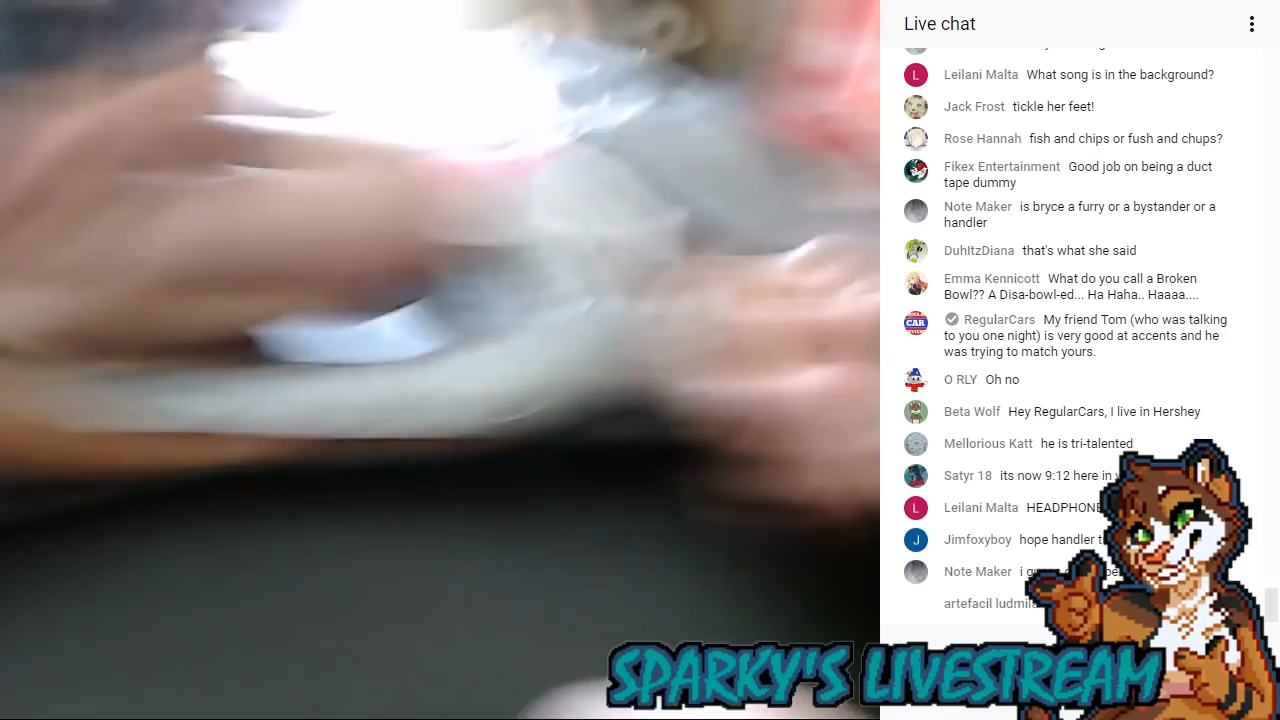 Live chat
Leilani Malta What song is in the background?
Jack Frost tickle her feet!
Rose Hannah fish and chips or fush and chups?
Fikex Entertainment Good job on being a duct
tape dummy
Note Maker is bryce a furry or a bystander or a
handler
DuhItzDiana that's what she said
Emma Kennicott What do you call a Broken
Bowl?? A Disa-bowl-ed... Ha Haha.. Haaaa....
RegularCars My friend Tom (who was talking
to you one night) is very good at accents and he
was trying to match yours.
O RLY Oh no
Beta Wolf Hey RegularCars, I live in Hershey
Mellorious Katt he is tri-talented
Satyr 18 its now 9:12 here in
Leilani Malta HEADPHONE
Jimfoxyboy hope handler
Note Maker i
artefacil ludmila
SPARKY'S LIVESTREAM